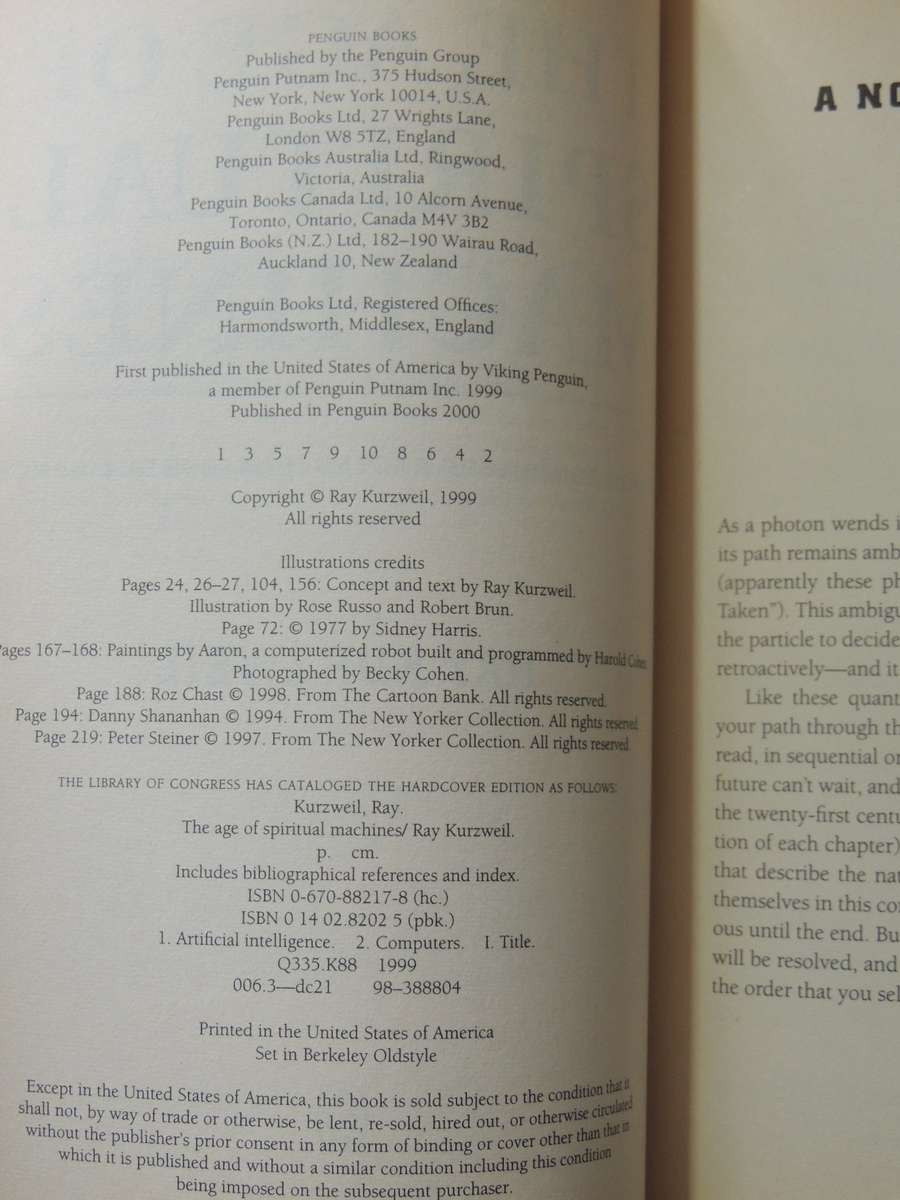 PENGUIN BOOKS
Published by the Penguin Group
Penguin Putnam Inc., 375 Hudson Street,
New York, New York 10014, U.S.A.
Penguin Books Ltd, 27 Wrights Lane,
London W8 5TZ, England
Penguin Books Australia Ltd, Ringwood,
Victoria, Australia
Penguin Books Canada Ltd, 10 Alcorn Avenue,
Toronto, Ontario, Canada M4V 3B2
Penguin Books (N.Z.) Ltd, 182–190 Wairau Road,
Auckland 10, New Zealand
Penguin Books Ltd, Registered Offices:
Harmondsworth, Middlesex, England
First published in the United States of America by Viking Penguin,
a member of Penguin Putnam Inc. 1999
Published in Penguin Books 2000
1 3 5 7 9 10 8 6 4 2
Copyright © Ray Kurzweil, 1999
All rights reserved
Illustrations credits
Pages 24, 26–27, 104, 156: Concept and text by Ray Kurzweil.
Illustration by Rose Russo and Robert Brun.
Page 72: © 1977 by Sidney Harris.
ages 167–168: Paintings by Aaron, a computerized robot built and programmed by Harold Cohen.
Photographed by Becky Cohen.
Page 188: Roz Chast © 1998. From The Cartoon Bank. All rights reserved.
Page 194: Danny Shananhan © 1994. From The New Yorker Collection. All rights reserved.
Page 219: Peter Steiner © 1997. From The New Yorker Collection. All rights reserved.
THE LIBRARY OF CONGRESS HAS CATALOGED THE HARDCOVER EDITION AS FOLLOWS:
Kurzweil, Ray.
The age of spiritual machines/ Ray Kurzweil.
p. cm.
Includes bibliographical references and index.
ISBN 0-670-88217-8 (hc.)
ISBN 0 14 02.8202 5 (pbk.)
1. Artificial intelligence. 2. Computers. I. Title.
Q335.K88 1999
006.3—dc21 98–388804
Printed in the United States of America
Set in Berkeley Oldstyle
Except in the United States of America, this book is sold subject to the condition that it
shall not, by way of trade or otherwise, be lent, re-sold, hired out, or otherwise circulated
without the publisher's prior consent in any form of binding or cover other than that in
which it is published and without a similar condition including this condition
being imposed on the subsequent purchaser.
A NO
As a photon wends i
its path remains amb
(apparently these ph
Taken"). This ambigu
the particle to decide
retroactively—and it
Like these quant
your path through th
read, in sequential or
future can't wait, and
the twenty-first centu
tion of each chapter)
that describe the nat
themselves in this con
ous until the end. Bu
will be resolved, and
the order that you sel